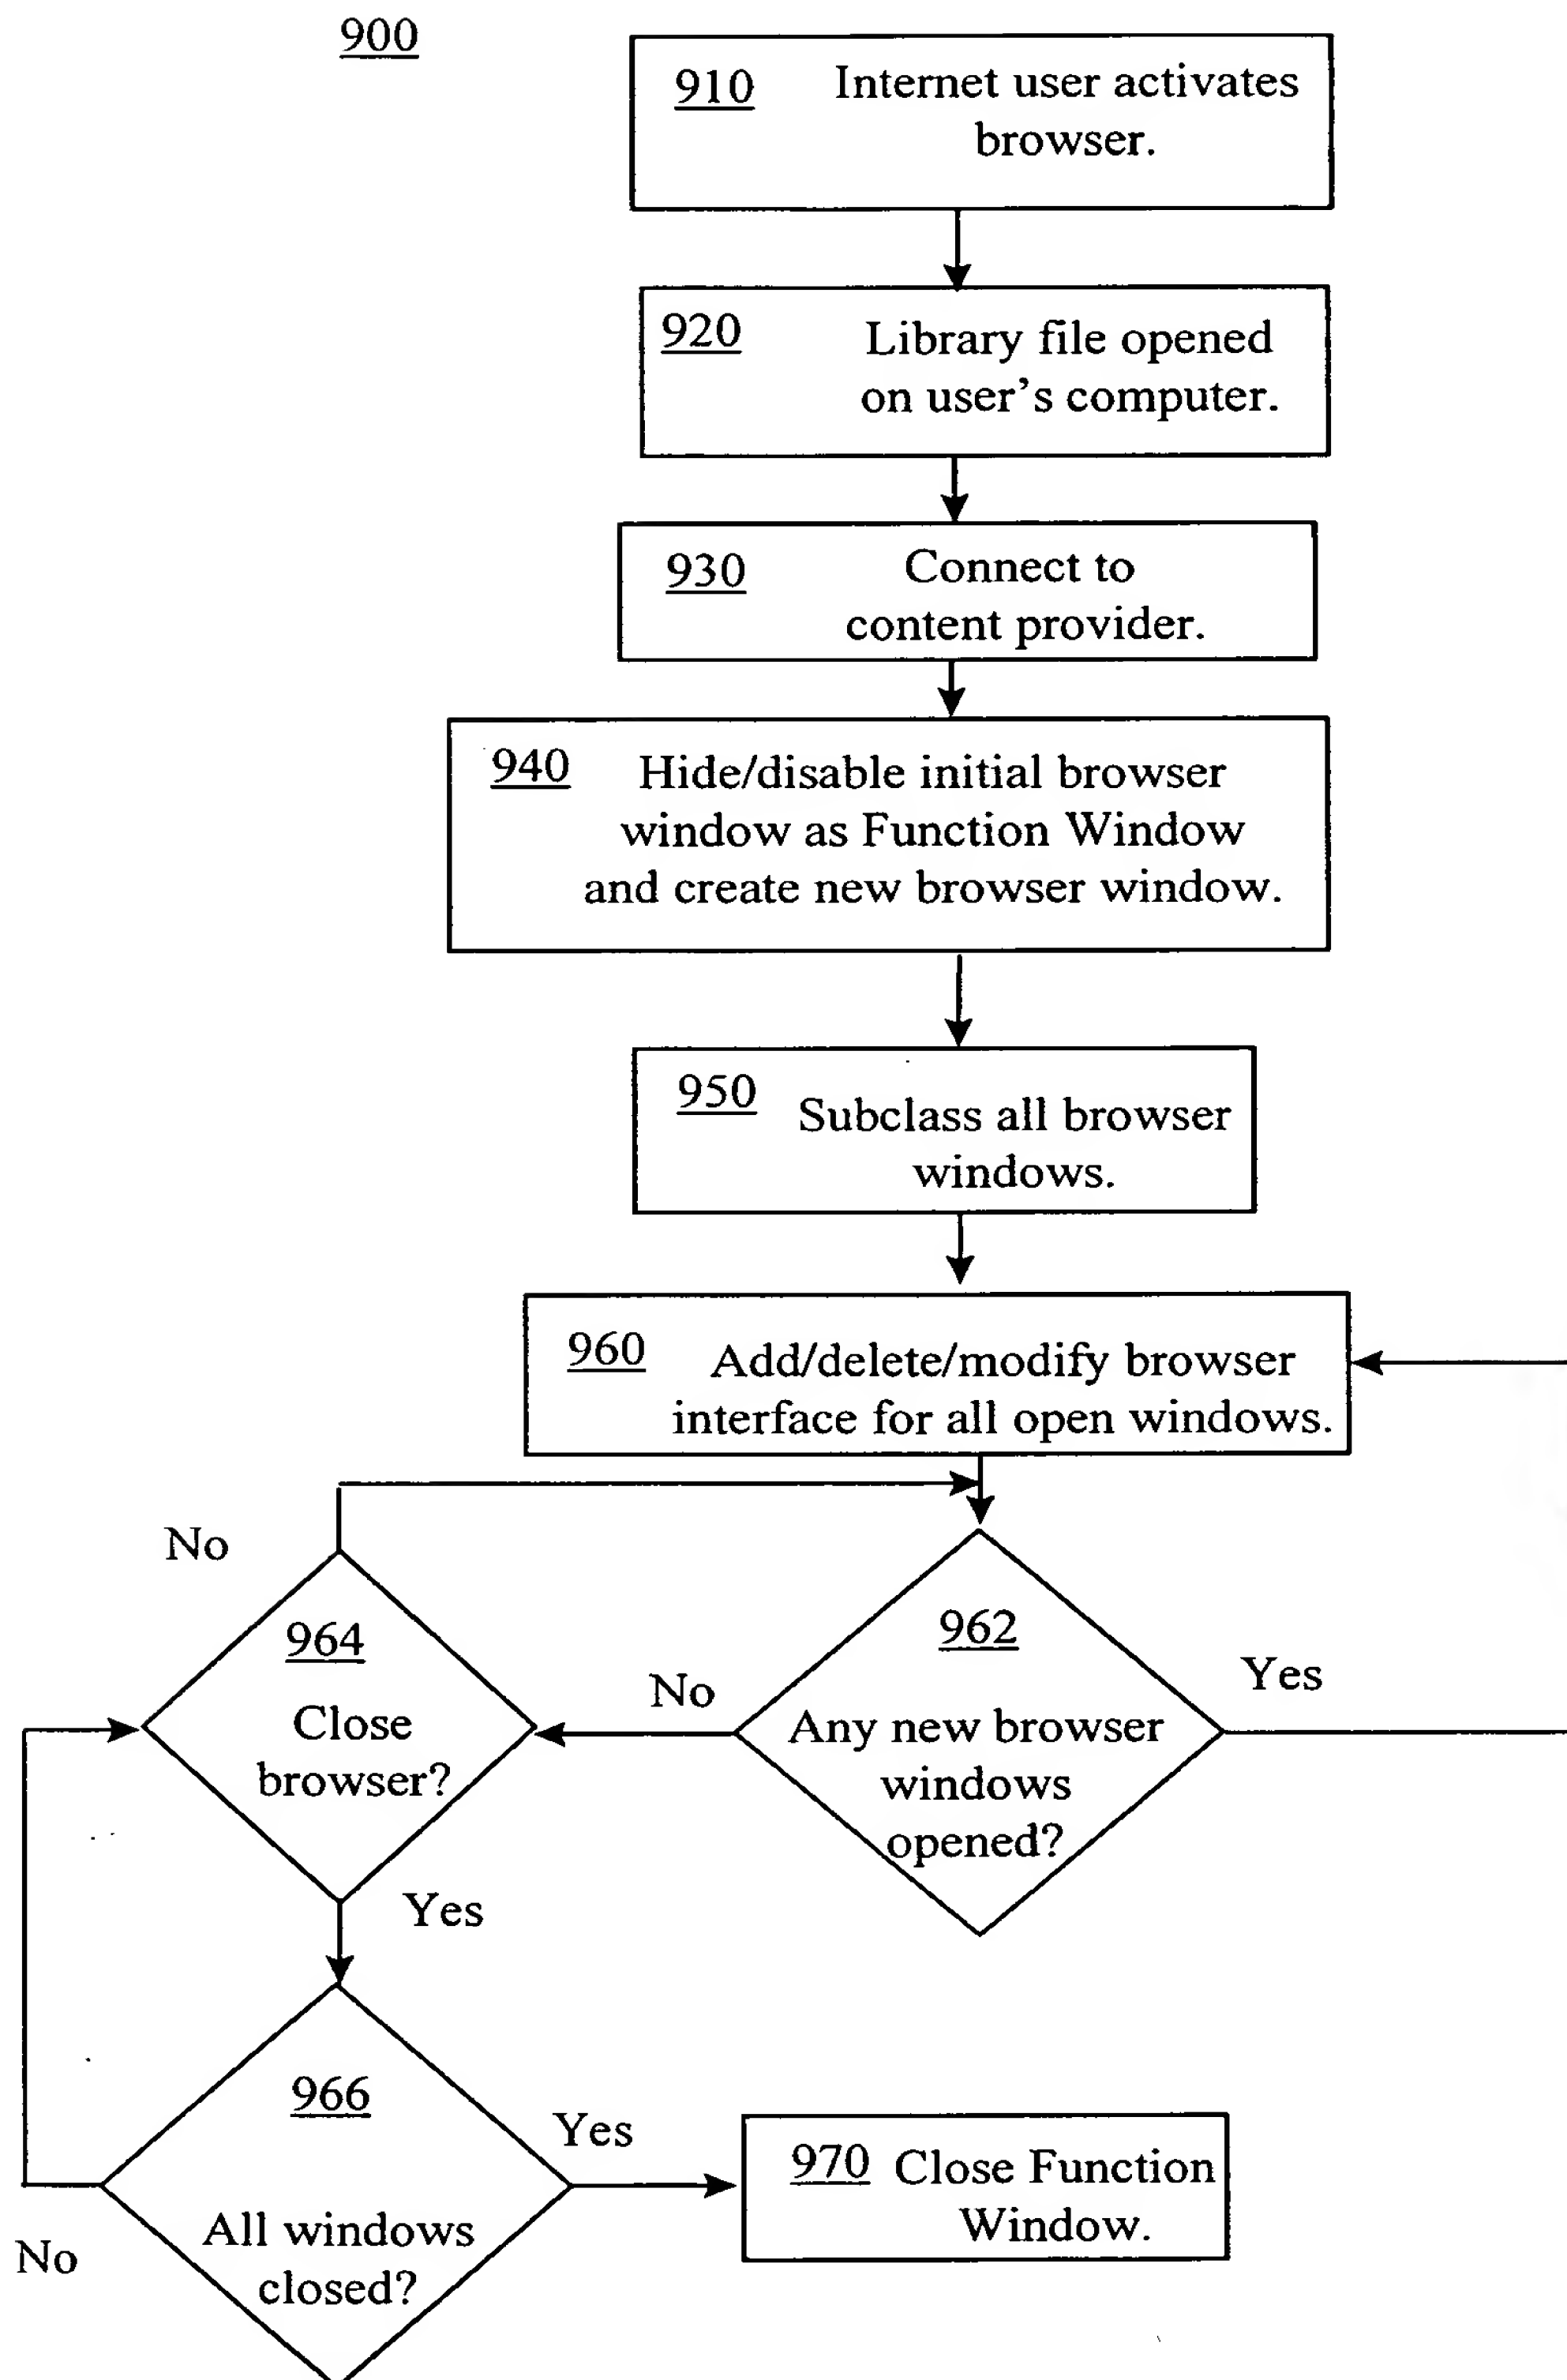 900
910 Internet user activates
browser.
920 Library file opened
on user's computer.
930 Connect to
content provider.
940 Hide/disable initial browser
window as Function Window
and create new browser window.
950 Subclass all browser
windows.
960 Add/delete/modify browser
interface for all open windows.
No
964
Close
browser?
Yes
No
962
Any new browser
windows
opened?
Yes
966
All windows
closed?
No
Yes
970 Close Function
Window.